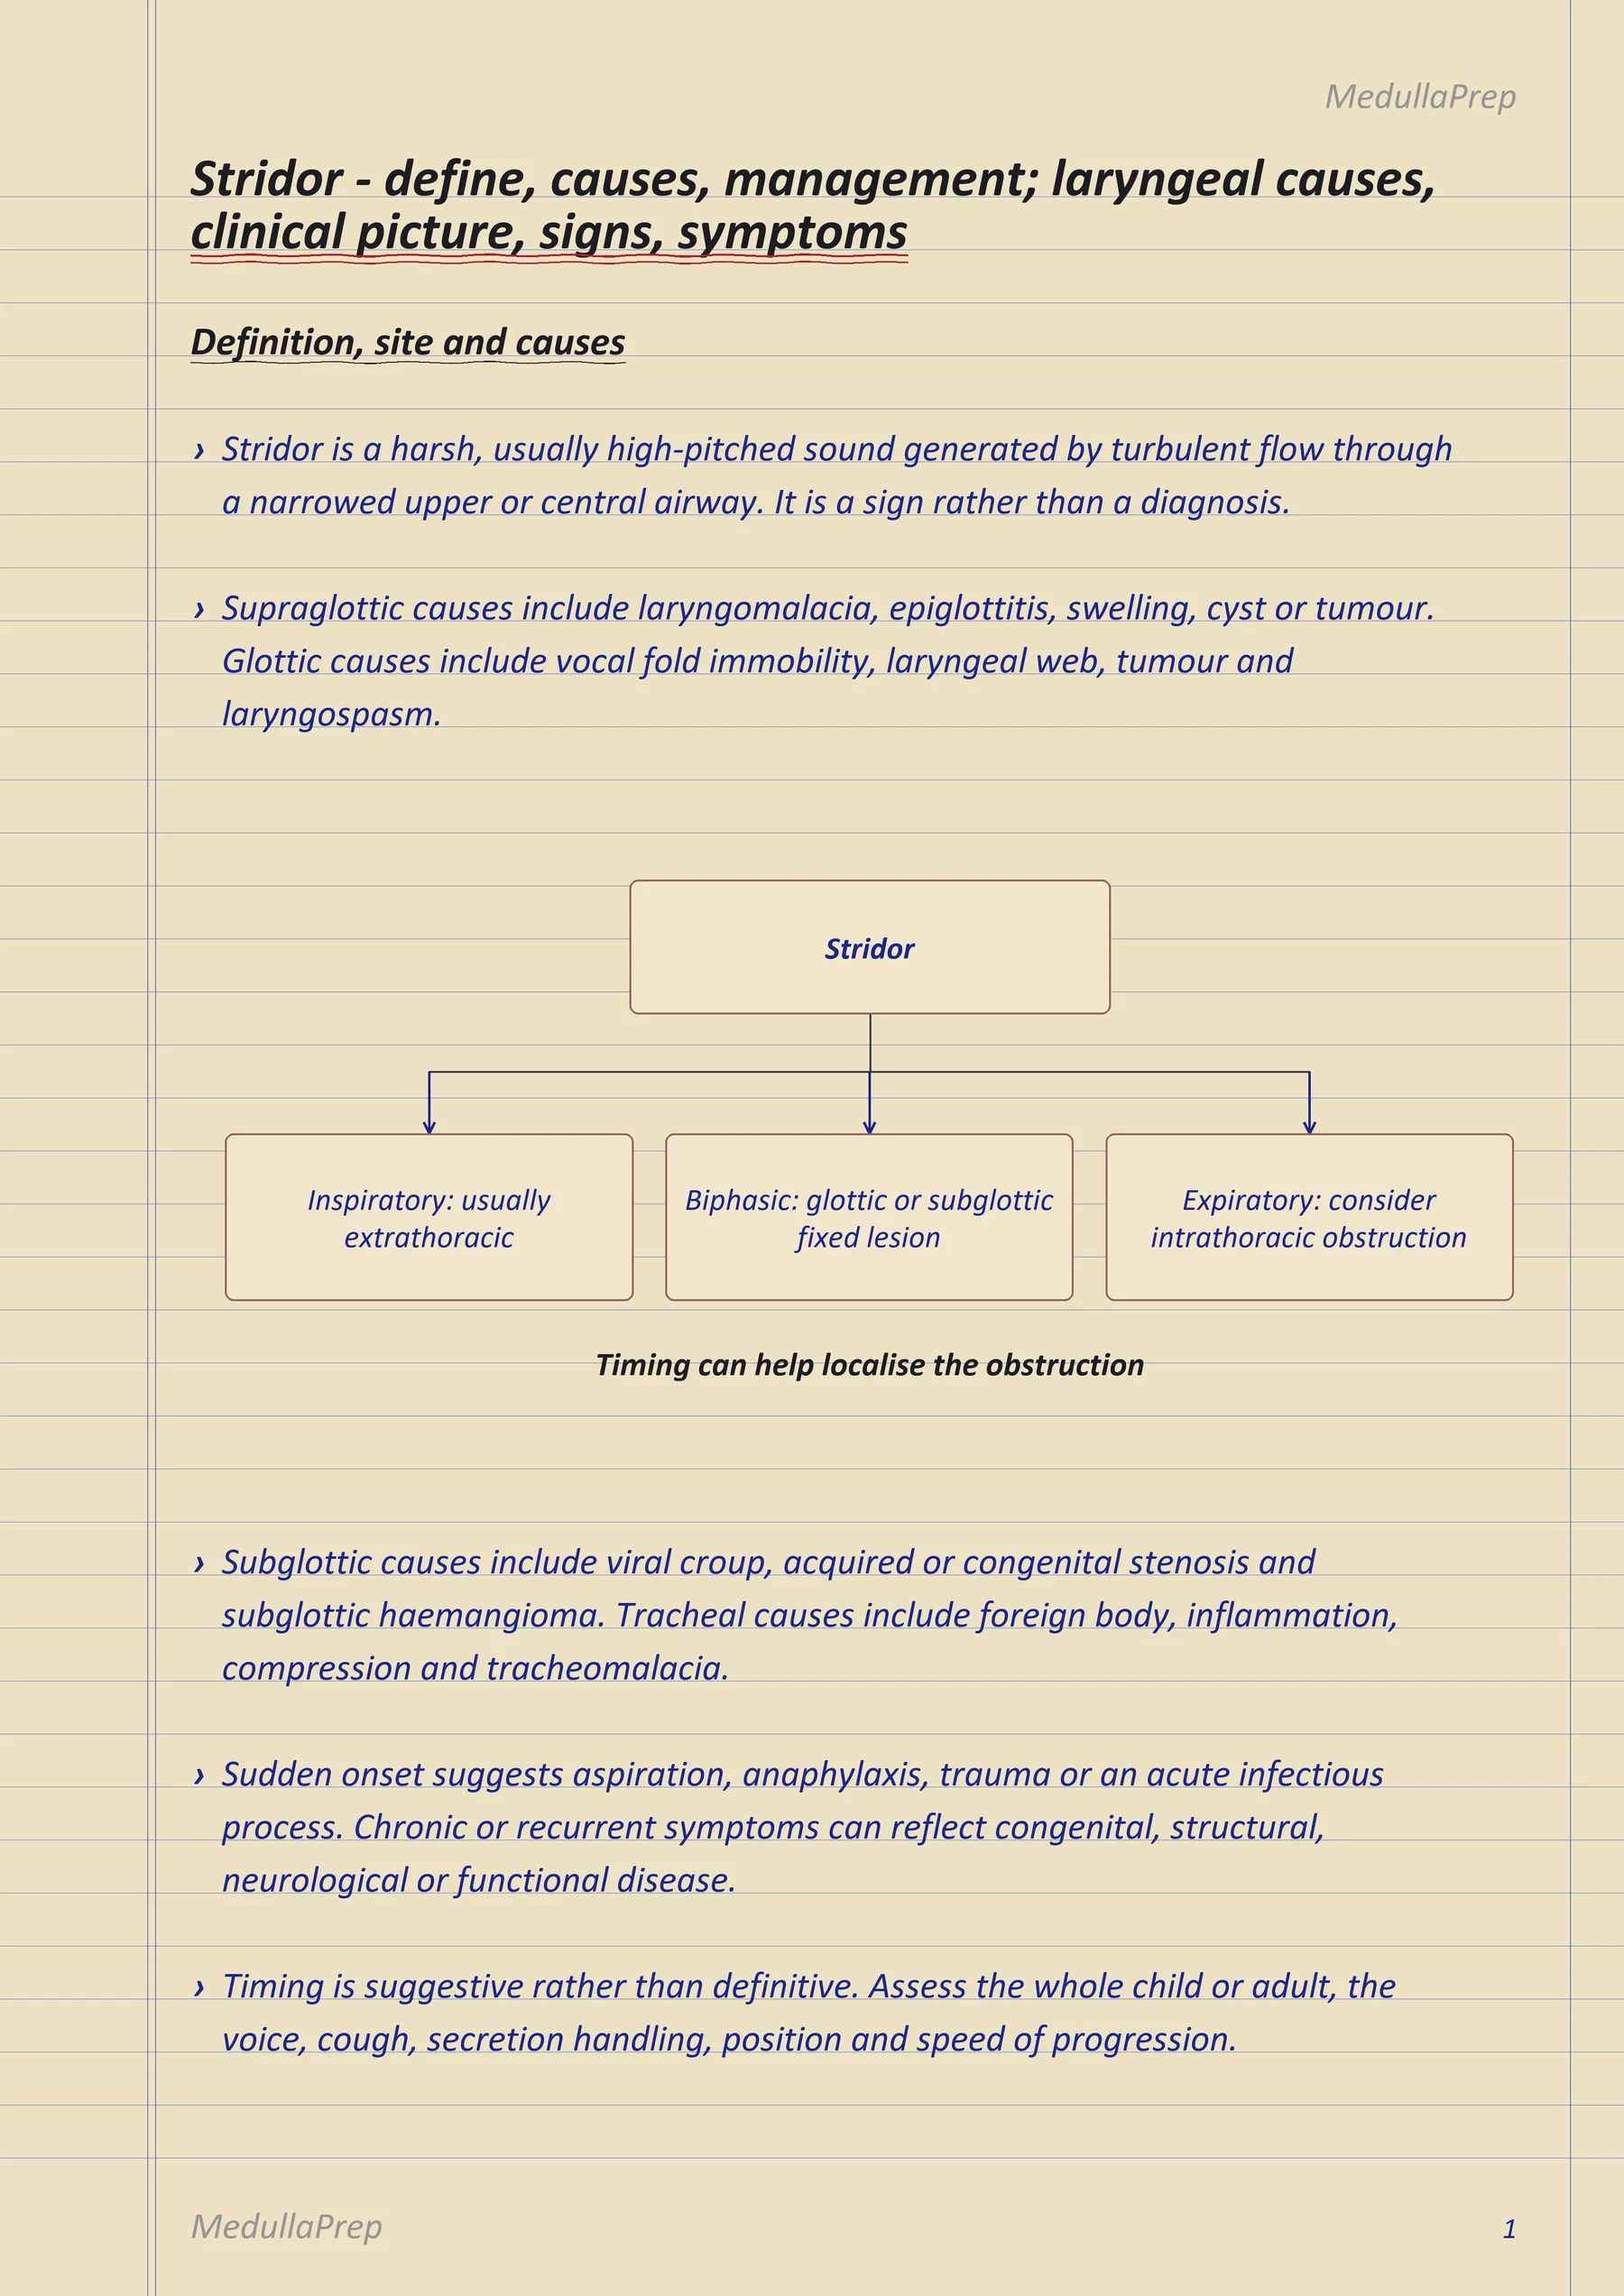 MedullaPrep
Stridor - define, causes, management; laryngeal causes,
clinical picture, signs, symptoms
Definition, site and causes
› Stridor is a harsh, usually high-pitched sound generated by turbulent flow through
a narrowed upper or central airway. It is a sign rather than a diagnosis.
› Supraglottic causes include laryngomalacia, epiglottitis, swelling, cyst or tumour.
Glottic causes include vocal fold immobility, laryngeal web, tumour and
laryngospasm.
Stridor
Inspiratory: usually
extrathoracic
Biphasic: glottic or subglottic
fixed lesion
Expiratory: consider
intrathoracic obstruction
Timing can help localise the obstruction
› Subglottic causes include viral croup, acquired or congenital stenosis and
subglottic haemangioma. Tracheal causes include foreign body, inflammation,
compression and tracheomalacia.
› Sudden onset suggests aspiration, anaphylaxis, trauma or an acute infectious
process. Chronic or recurrent symptoms can reflect congenital, structural,
neurological or functional disease.
› Timing is suggestive rather than definitive. Assess the whole child or adult, the
voice, cough, secretion handling, position and speed of progression.
MedullaPrep
1